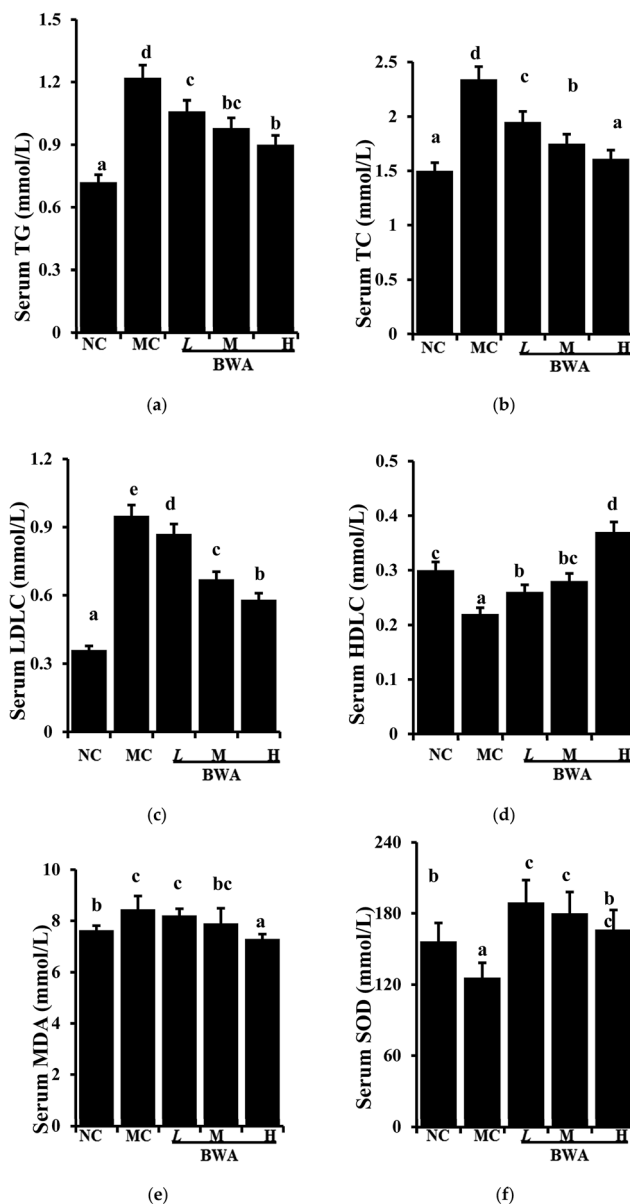 Serum TG (mmol/L)
1.5
1.2
0.9
0.6
0.3
0
a
d
c
bc
b
NC
MC
L
M
H
BWA
(a)
Serum TC (mmol/L)
2.5
2
1.5
1
0.5
0
a
d
c
b
a
NC
MC
L
M
H
BWA
(b)
Serum LDLC (mmol/L)
1.2
0.9
0.6
0.3
0
a
e
d
c
b
NC
MC
L
M
H
BWA
(c)
Serum HDLC (mmol/L)
0.5
0.4
0.3
0.2
0.1
0
c
a
b
bc
d
NC
MC
L
M
H
BWA
(d)
Serum MDA (mmol/L)
10
8
6
4
2
0
b
c
c
bc
a
NC
MC
L
M
H
BWA
(e)
Serum SOD (mmol/L)
240
180
120
60
0
b
a
c
c
b
c
NC
MC
L
M
H
BWA
(f)